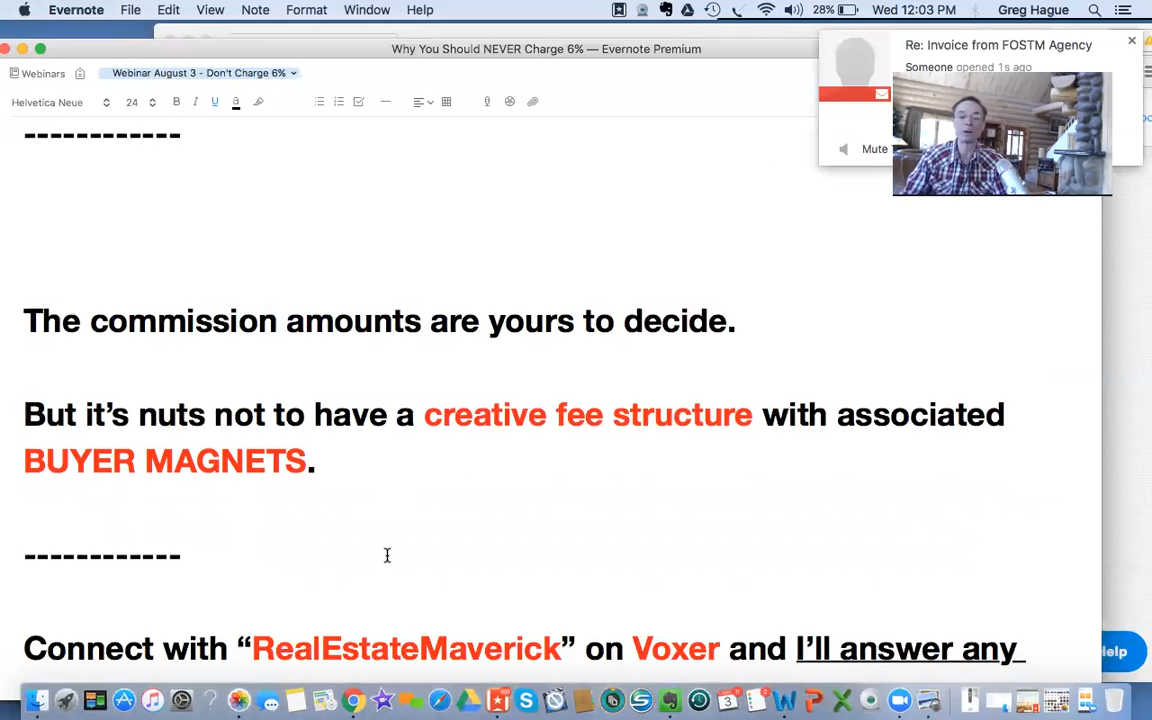 Evernote File Edit View Note Format Window Help 28% Wed 12:03 PM Greg Hague
Why You Should NEVER Charge 6% — Evernote Premium
Re: Invoice from FOSTM Agency
Someone opened 1s ago
Mute
Webinars Webinar August 3 - Don't Charge 6%
Helvetica Neue 24 B I U a
------------
The commission amounts are yours to decide.
But it’s nuts not to have a creative fee structure with associated
BUYER MAGNETS.
------------
Connect with “RealEstateMaverick” on Voxer and I’ll answer any